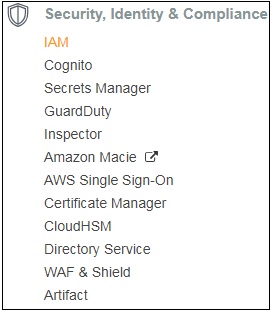 Security, Identity & Compliance
IAM
Cognito
Secrets Manager
GuardDuty
Inspector
Amazon Macie
AWS Single Sign-On
Certificate Manager
CloudHSM
Directory Service
WAF & Shield
Artifact